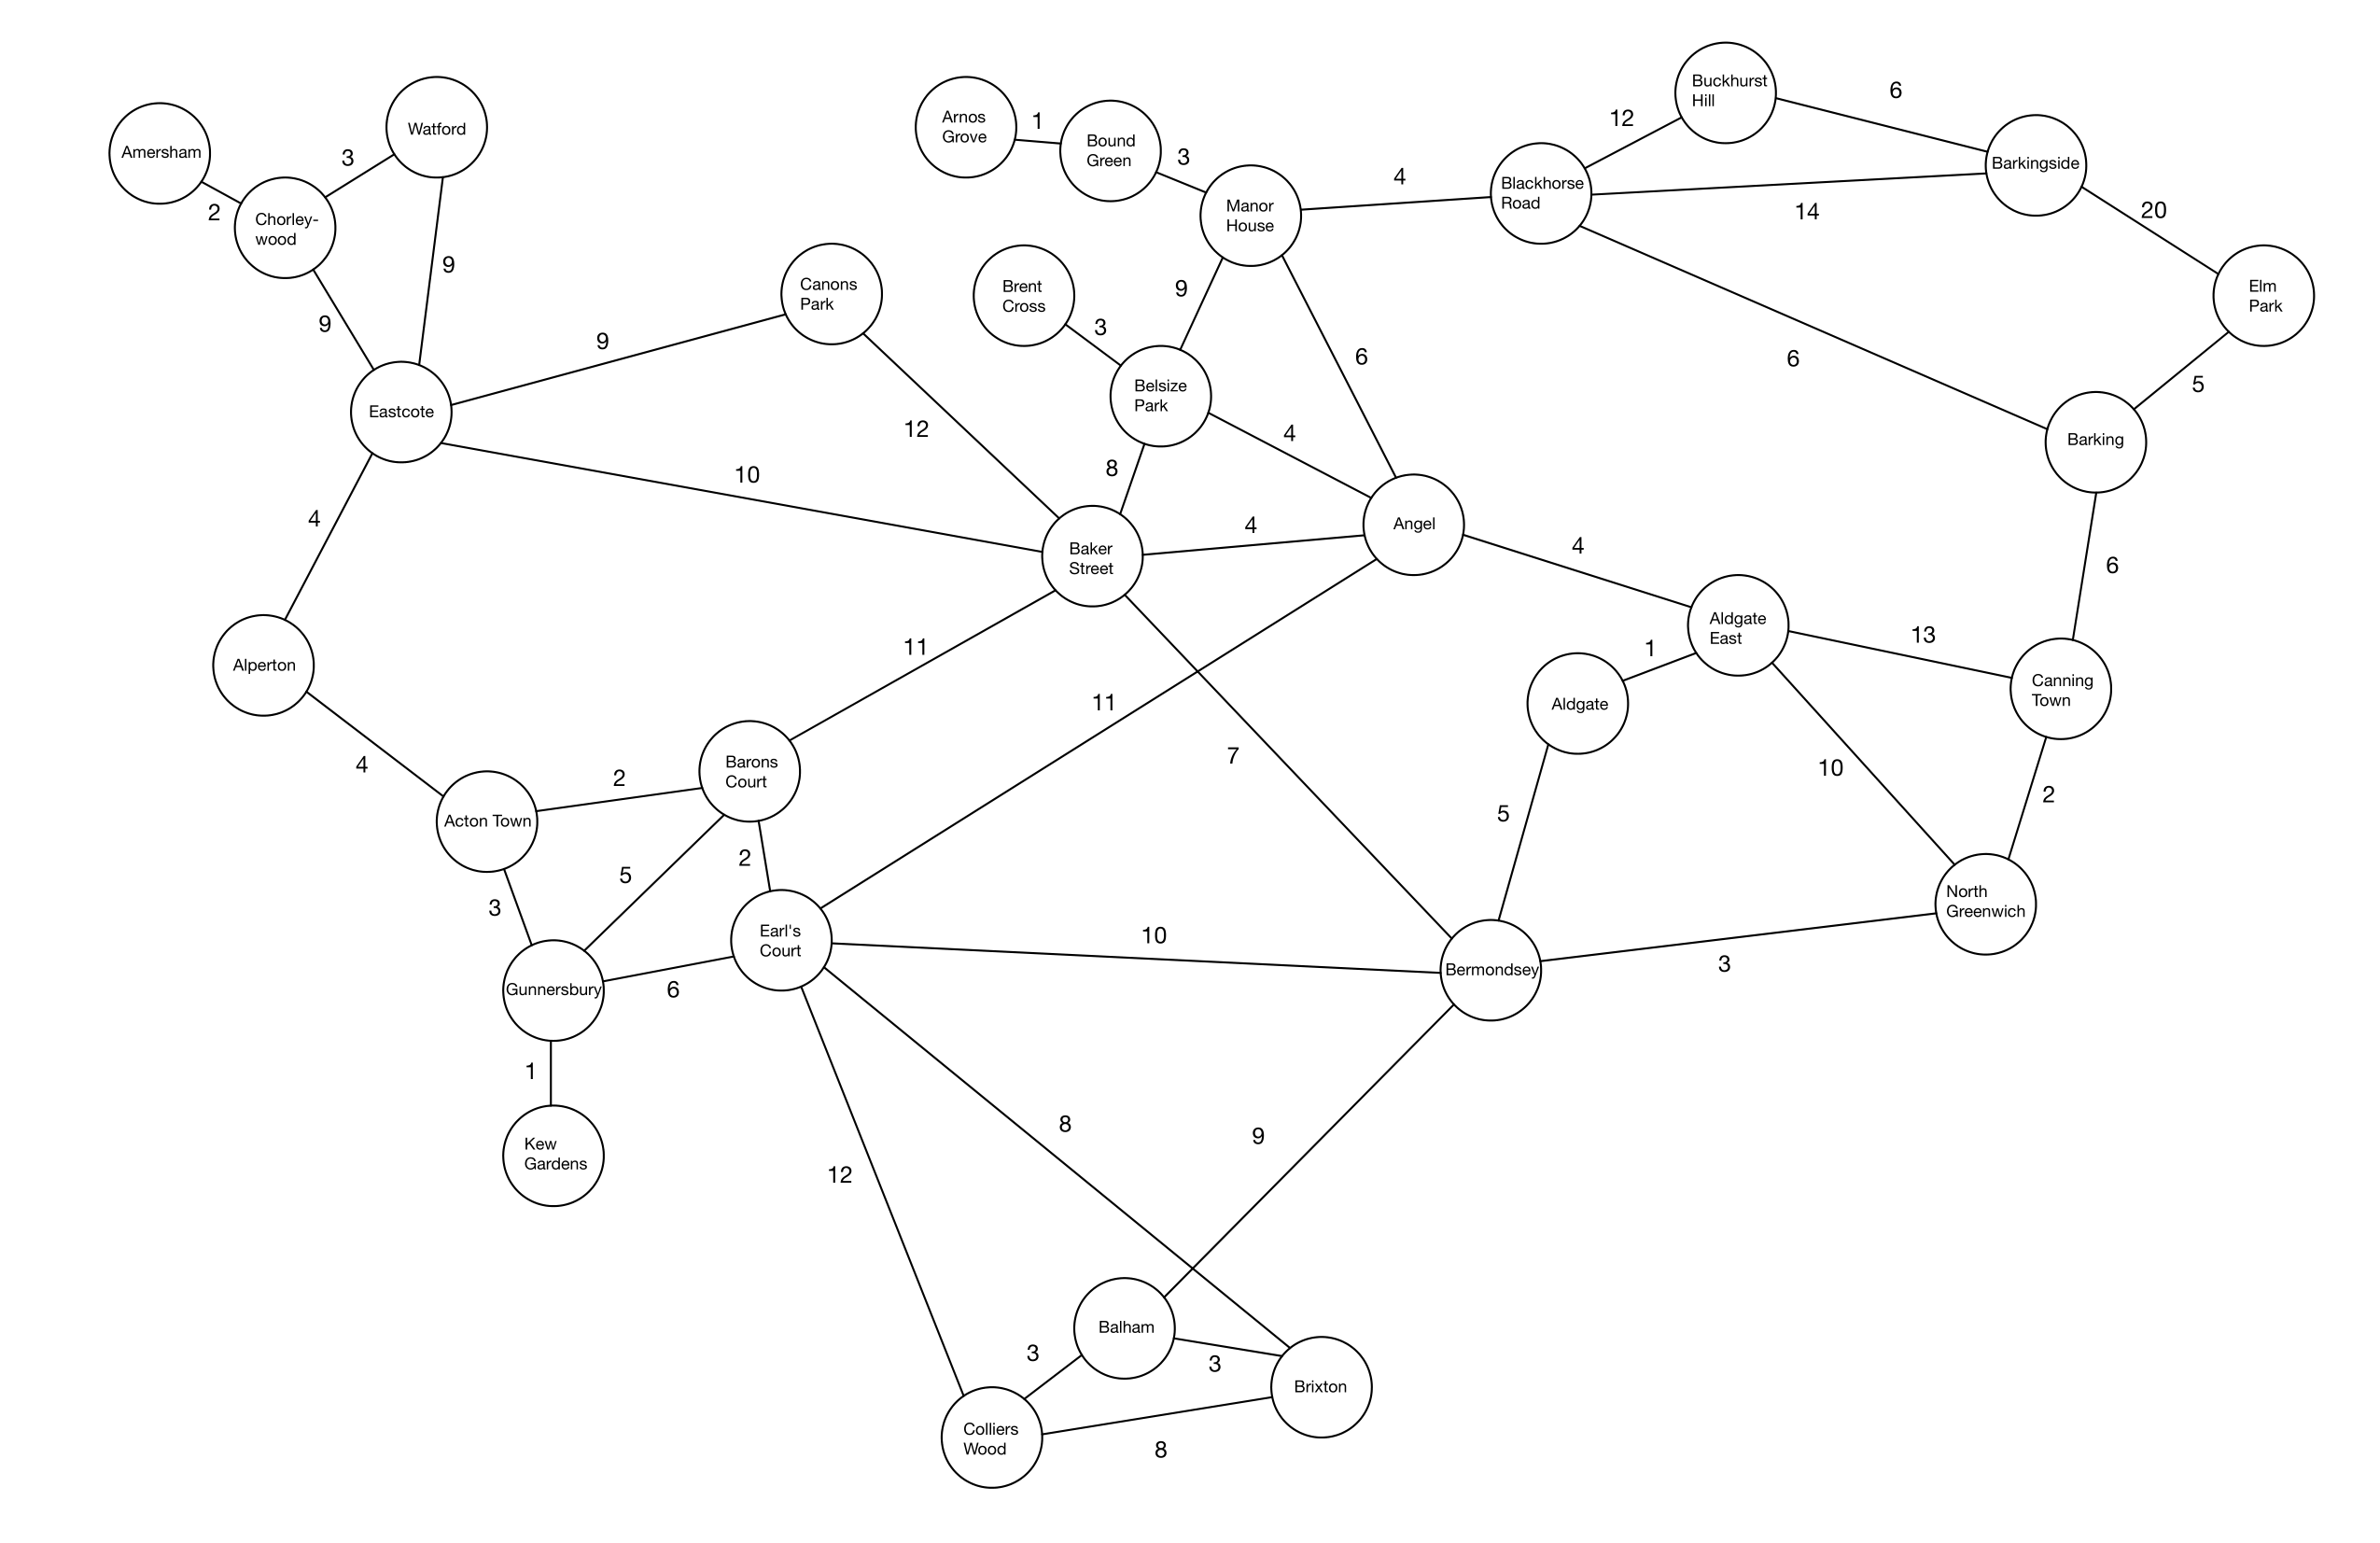 Buckhurst
Hill
6
12
Amersham
Watford
3
2
Chorley-
wood
9
9
Arnos
Grove
1
Bound
Green
3
Manor
House
4
Blackhorse
Road
14
Barkingside
20
Elm
Park
5
Canons
Park
Brent
Cross
3
9
6
6
Belsize
Park
4
Eastcote
9
12
10
8
Barking
4
Baker
Street
4
Angel
4
6
Alperton
11
11
7
Aldgate
East
1
Aldgate
13
Canning
Town
10
2
5
4
Barons
Court
2
Acton Town
5
2
3
Earl's
Court
10
North
Greenwich
Gunnersbury
6
Bermondsey
3
1
Kew
Gardens
12
8
9
Balham
3
3
Brixton
Colliers
Wood
8